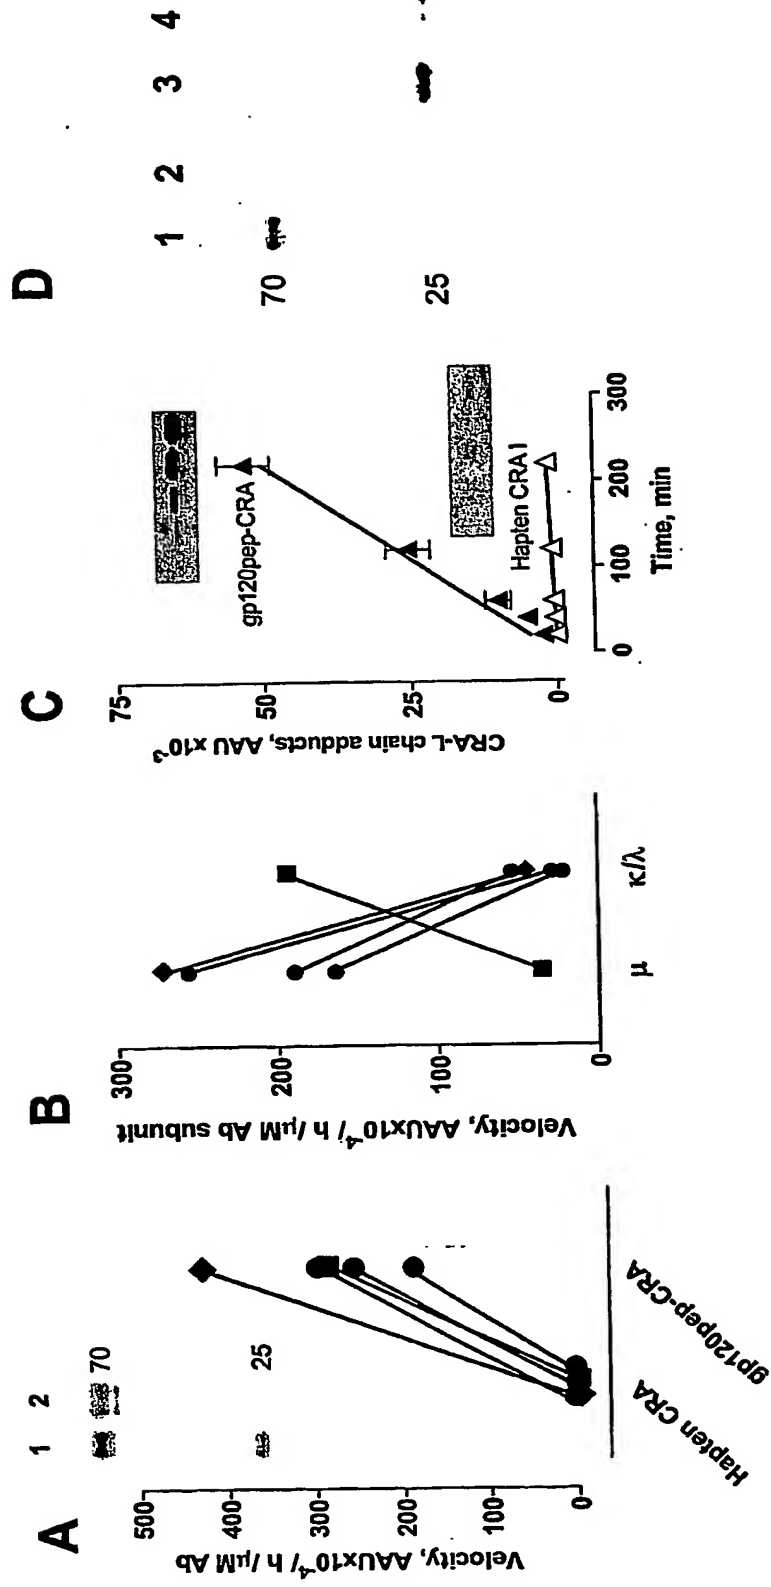 A
1 2
70
25
500
400
300
200
100
0
Velocity, AAUx10⁻⁴/ h / µM Ab
Hapten CRA
gp120pep-CRA
B
300
200
100
0
Velocity, AAUx10⁻⁴/ h / µM Ab subunit
µ
κ/λ
C
75
50
25
0
CRA-L chain adducts, AAU x10⁻³
gp120pep-CRA
Hapten CRA I
0
100
200
300
Time, min
D
1 2 3 4
70
25